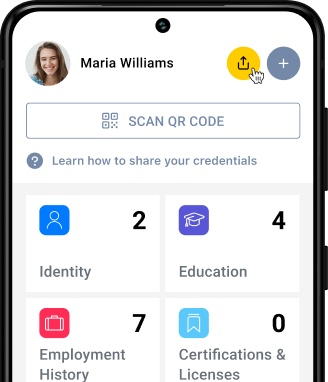 Maria Williams
+
SCAN QR CODE
? Learn how to share your credentials
2
4
Identity
Education
7
0
Employment
History
Certifications &
Licenses